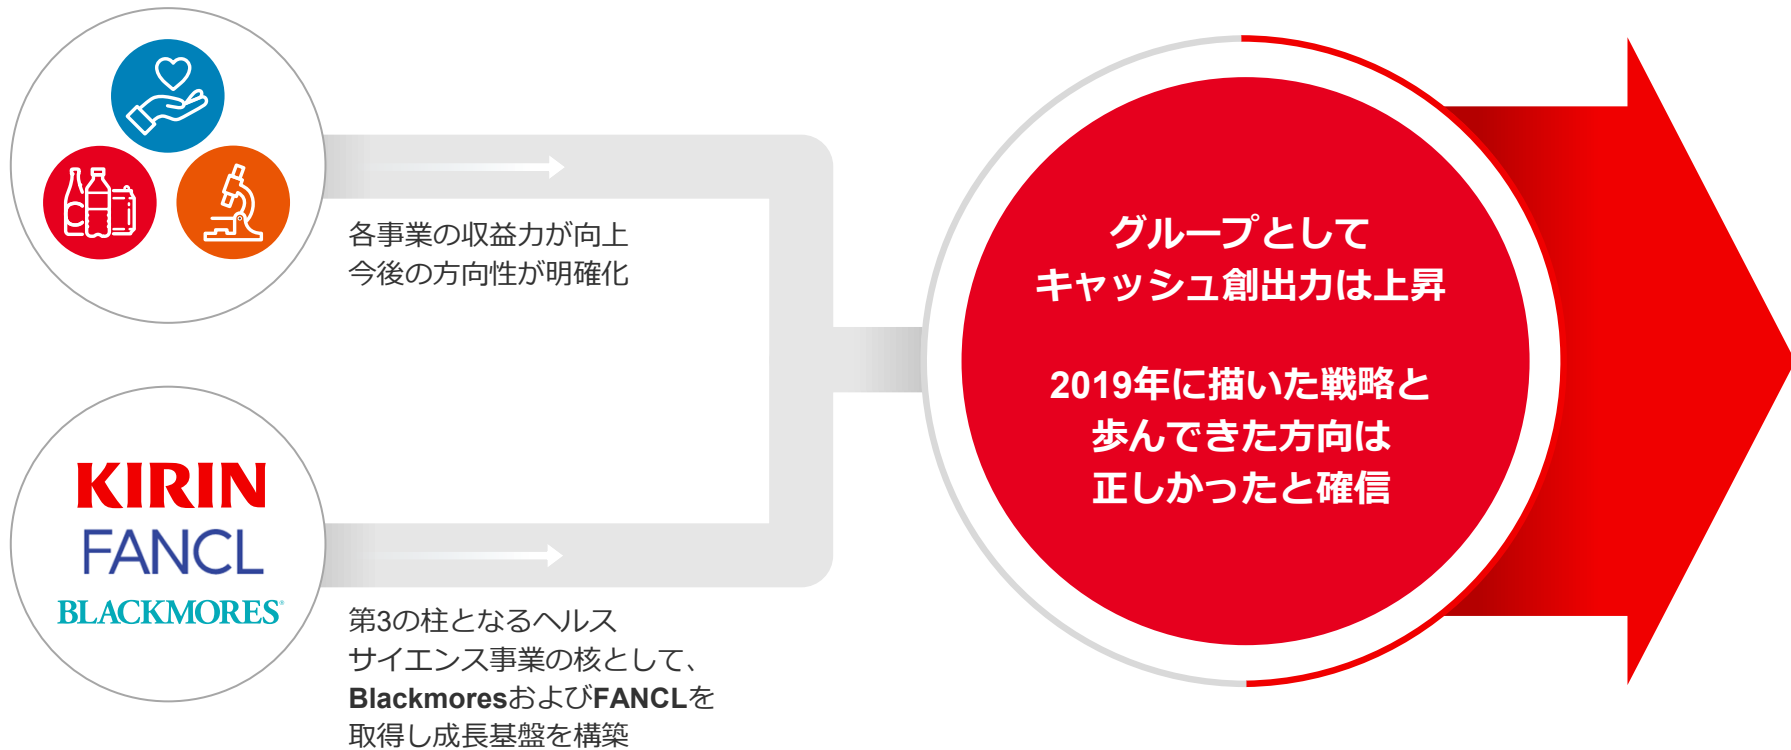 各事業の収益力が向上
今後の方向性が明確化
KIRIN
FANCL
BLACKMORES®
第3の柱となるヘルス
サイエンス事業の核として、
BlackmoresおよびFANCLを
取得し成長基盤を構築
グループとして
キャッシュ創出力は上昇
2019年に描いた戦略と
歩んできた方向は
正しかったと確信